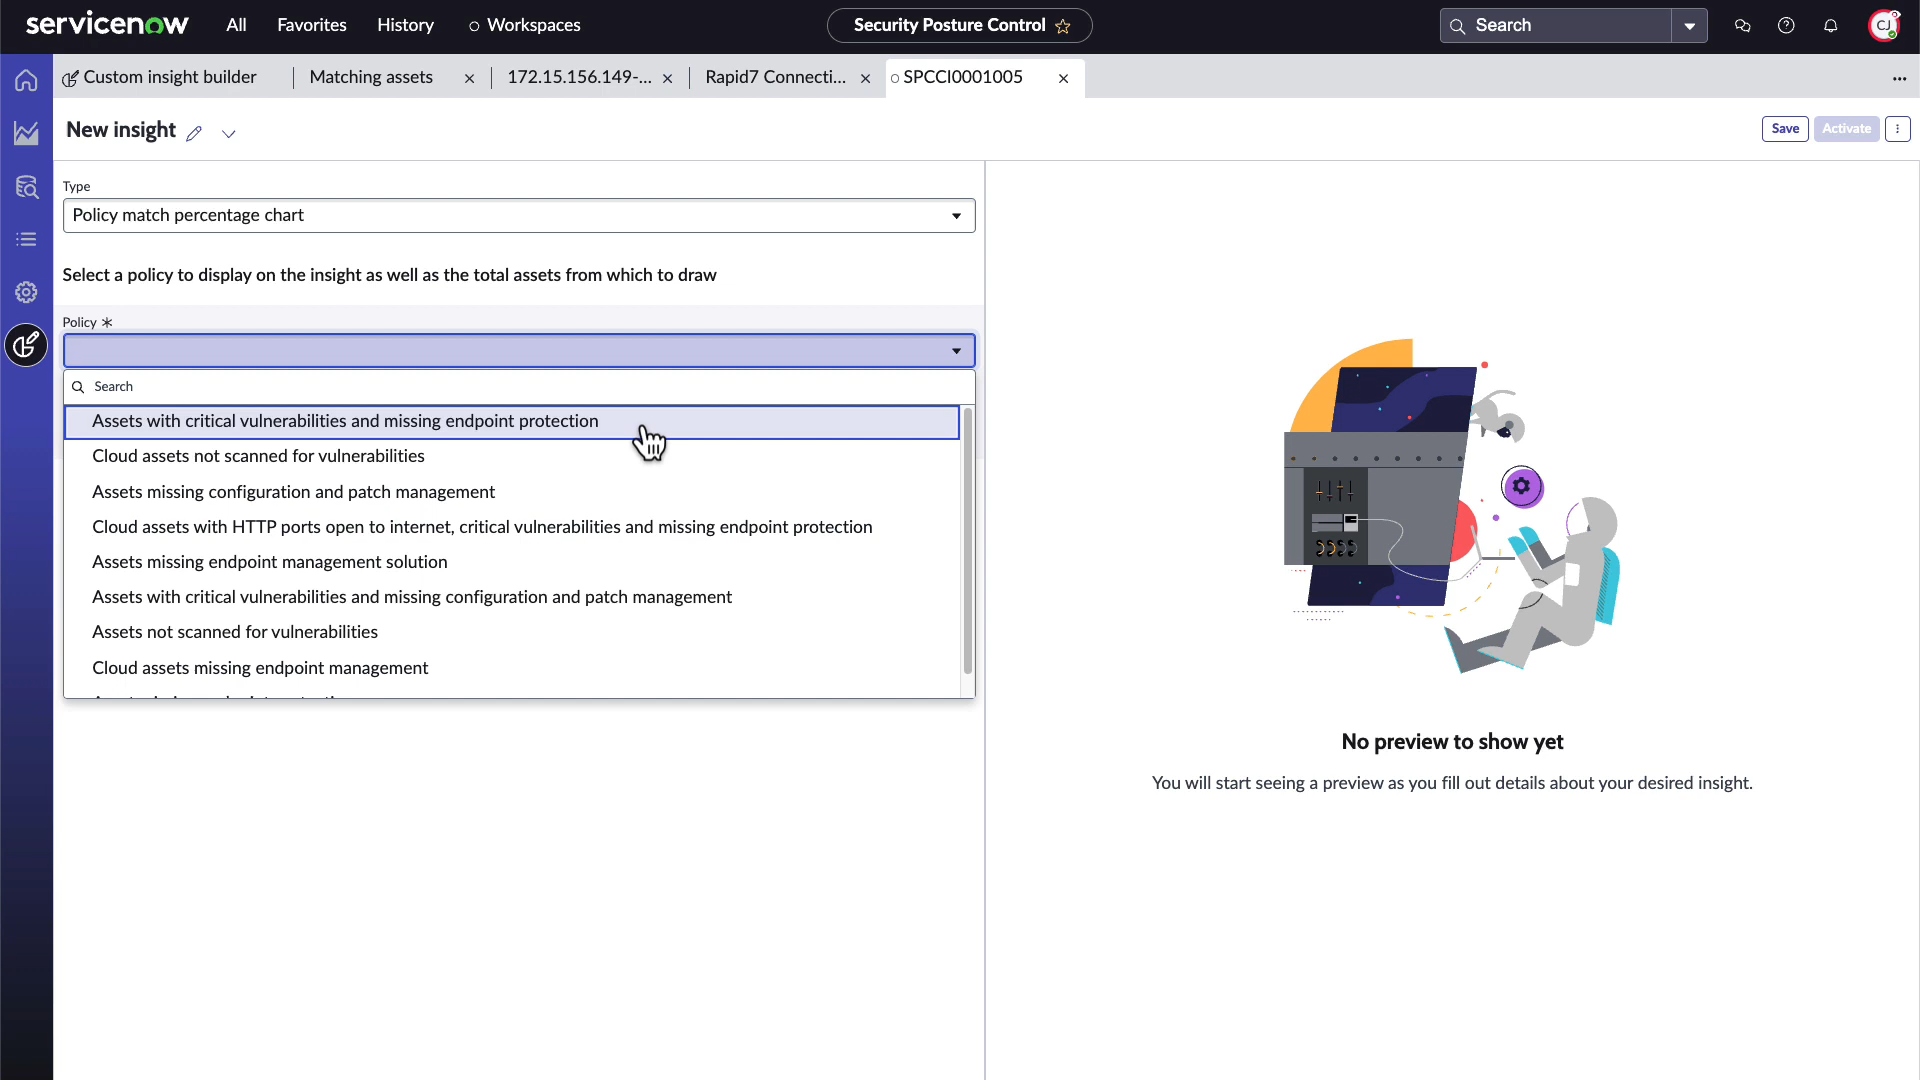 servicenow
All
Favorites
History
Workspaces
Security Posture Control
Search
CJ
Custom insight builder
Matching assets
172.15.156.149-...
Rapid7 Connecti...
SPCCI0001005
New insight
Save
Activate
Type
Policy match percentage chart
Select a policy to display on the insight as well as the total assets from which to draw
Policy
Search
Assets with critical vulnerabilities and missing endpoint protection
Cloud assets not scanned for vulnerabilities
Assets missing configuration and patch management
Cloud assets with HTTP ports open to internet, critical vulnerabilities and missing endpoint protection
Assets missing endpoint management solution
Assets with critical vulnerabilities and missing configuration and patch management
Assets not scanned for vulnerabilities
Cloud assets missing endpoint management
No preview to show yet
You will start seeing a preview as you fill out details about your desired insight.